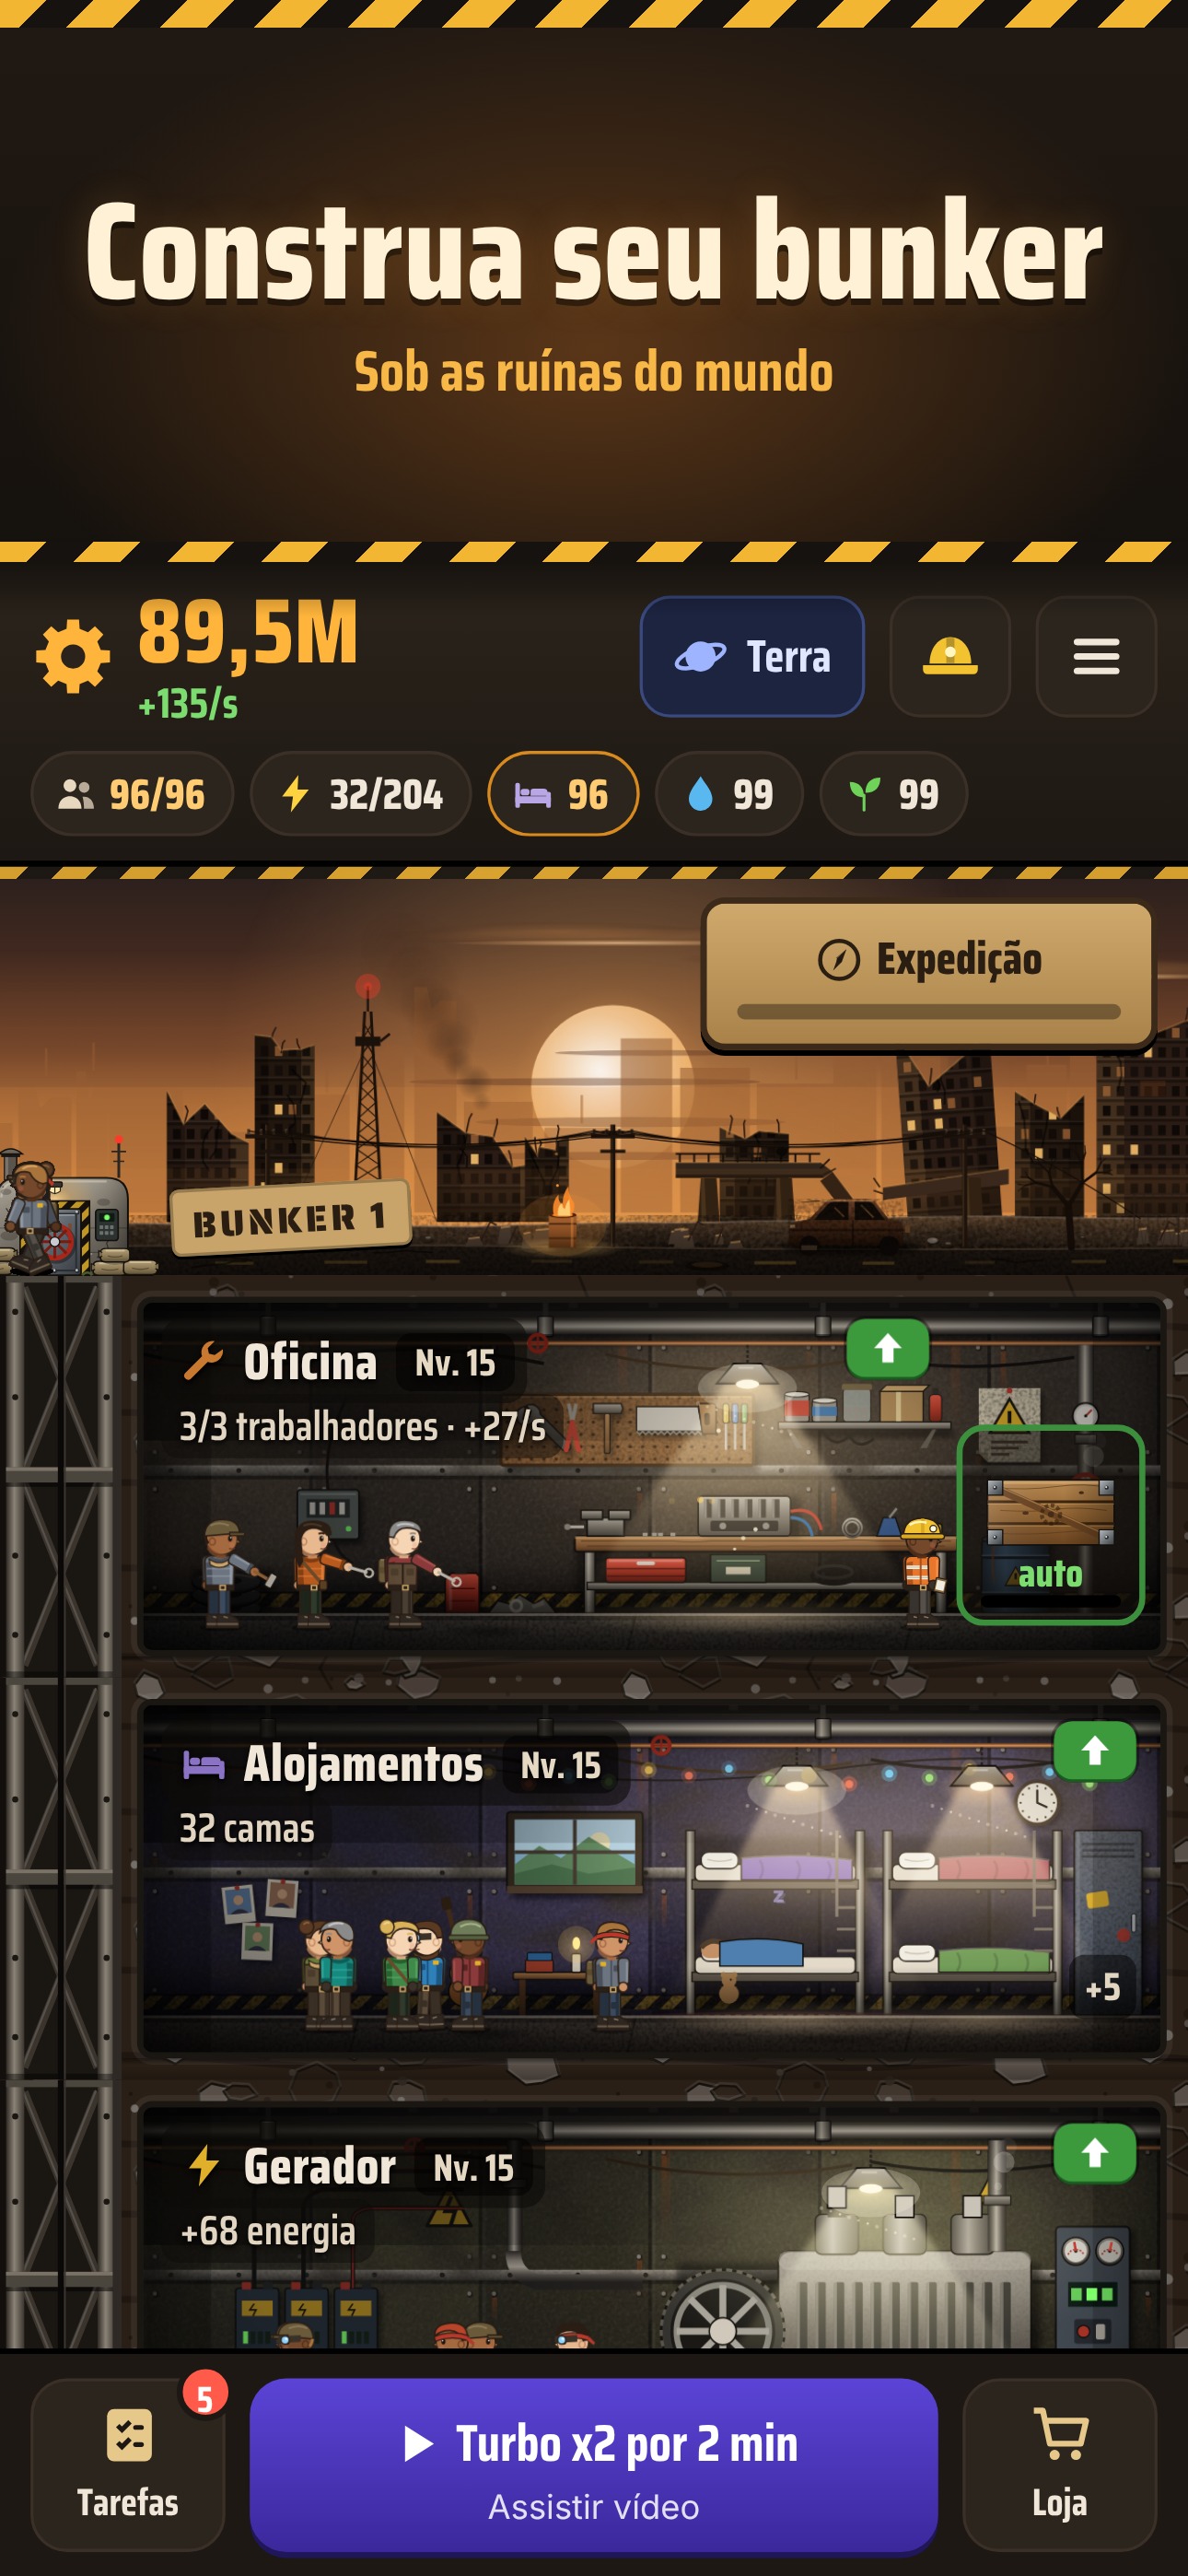 Construa seu bunker
Sob as ruínas do mundo
89,5M
+135/s
Terra
96/96
32/204
96
99
99
Expedição
BUNKER 1
Oficina
Nv. 15
3/3 trabalhadores · +27/s
auto
Alojamentos
Nv. 15
32 camas
z
+5
Gerador
Nv. 15
+68 energia
5
Tarefas
Turbo x2 por 2 min
Assistir vídeo
Loja